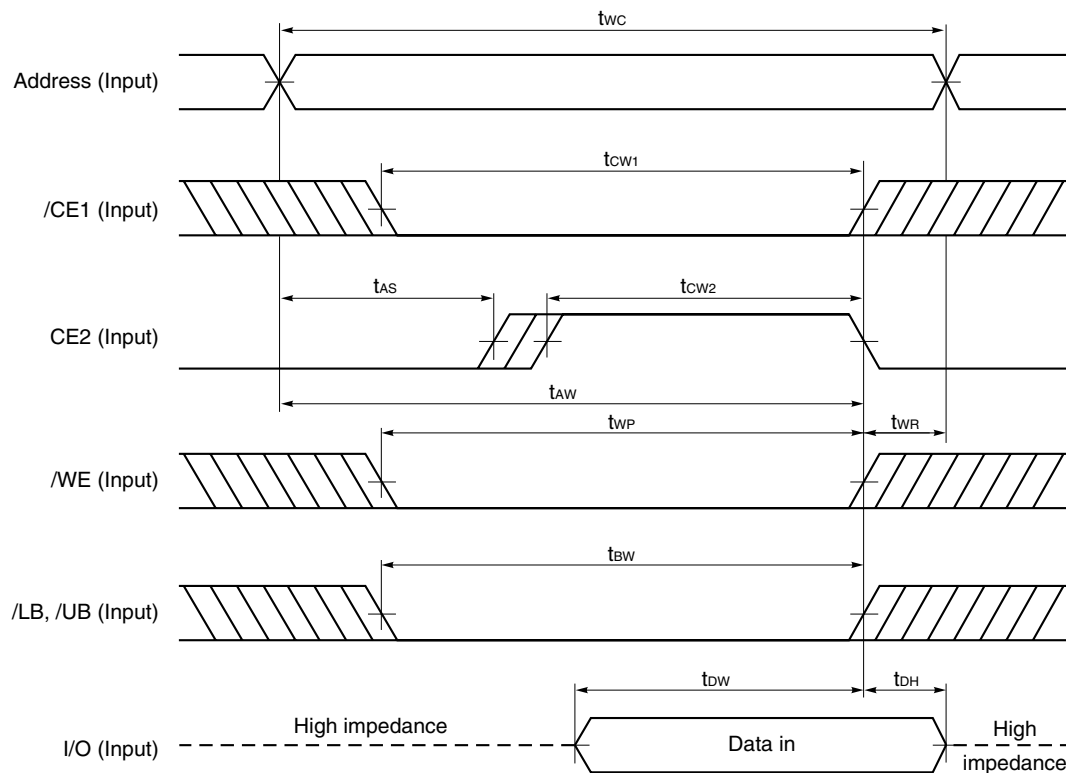 tWC
Address (Input)
tCW1
/CE1 (Input)
tAS
tCW2
CE2 (Input)
tAW
tWP
tWR
/WE (Input)
tBW
/LB, /UB (Input)
tDW
tDH
High impedance
I/O (Input)
Data in
High
impedance